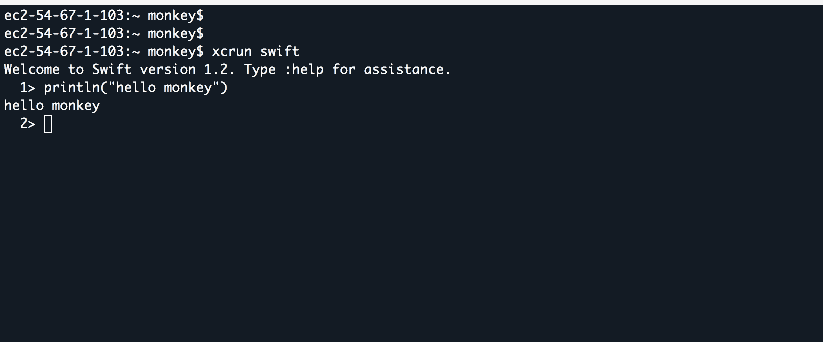 ec2-54-67-1-103:~ monkey$
ec2-54-67-1-103:~ monkey$
ec2-54-67-1-103:~ monkey$ xcrun swift
Welcome to Swift version 1.2. Type :help for assistance.
  1> println("hello monkey")
hello monkey
  2>